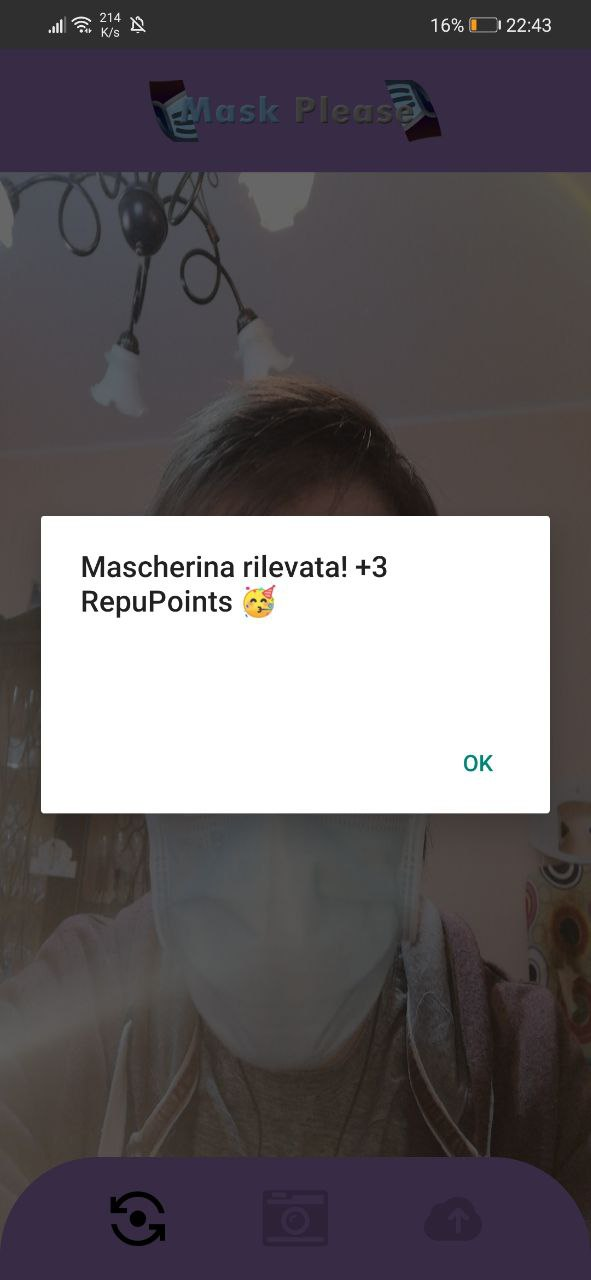 214
K/s
16%
22:43
Mask Please
Mascherina rilevata! +3
RepuPoints 🥳
OK